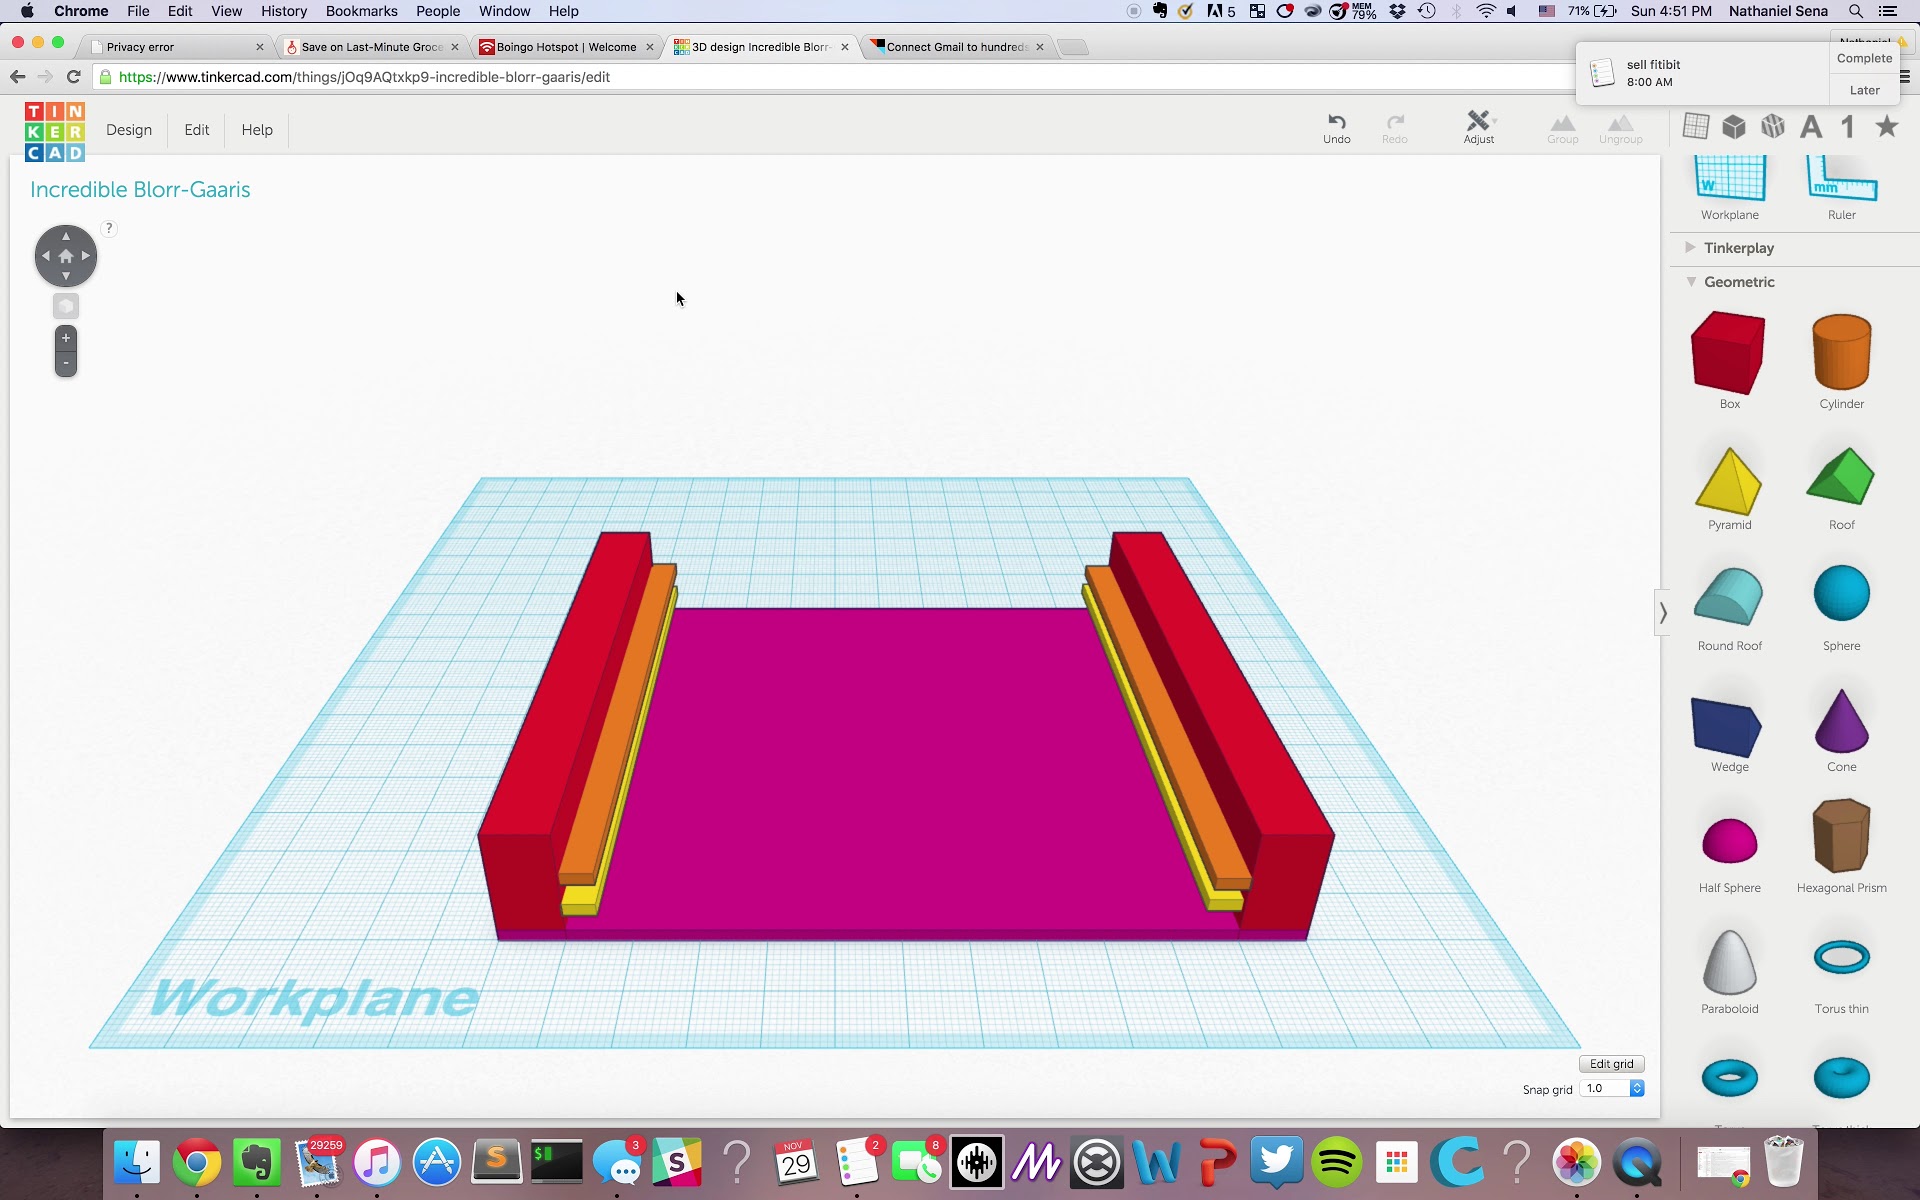 Chrome File Edit View History Bookmarks People Window Help
5 MEM 79% 71% Sun 4:51 PM Nathaniel Sena
Privacy error
Save on Last-Minute Groce
Boingo Hotspot | Welcome
3D design Incredible Blorr-
Connect Gmail to hundreds
https://www.tinkercad.com/things/jOq9AQtxkp9-incredible-blorr-gaaris/edit
sell fitibit
8:00 AM
Complete
Later
TIN
KER
CAD
Design Edit Help
Undo Redo Adjust Group Ungroup
A 1
Incredible Blorr-Gaaris
?
+
-
W mm
Workplane Ruler
Tinkerplay
Geometric
Box Cylinder
Pyramid Roof
Round Roof Sphere
Wedge Cone
Half Sphere Hexagonal Prism
Paraboloid Torus thin
Workplane
Edit grid
Snap grid 1.0
29259 S $ 3 S ? NOV 29 2 8 ?